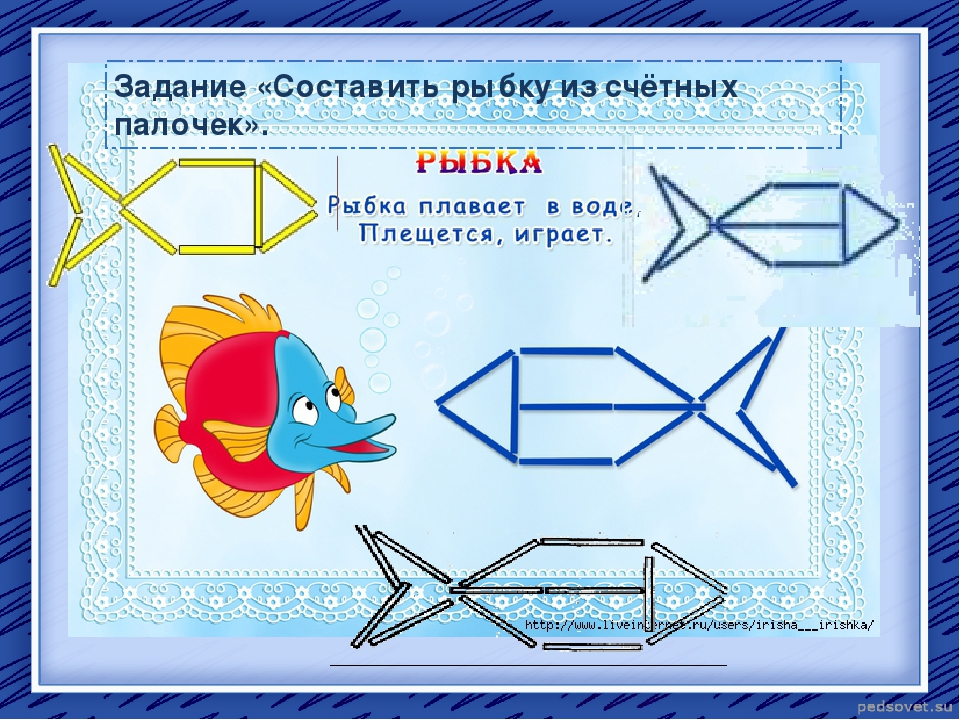 Задание «Составить рыбку из счётных
палочек».
РЫБКА
Рыбка плавает в воде,
Плещется, играет.
http://www.liveinternet.ru/users/irisha___irishka/
pedsovet.su